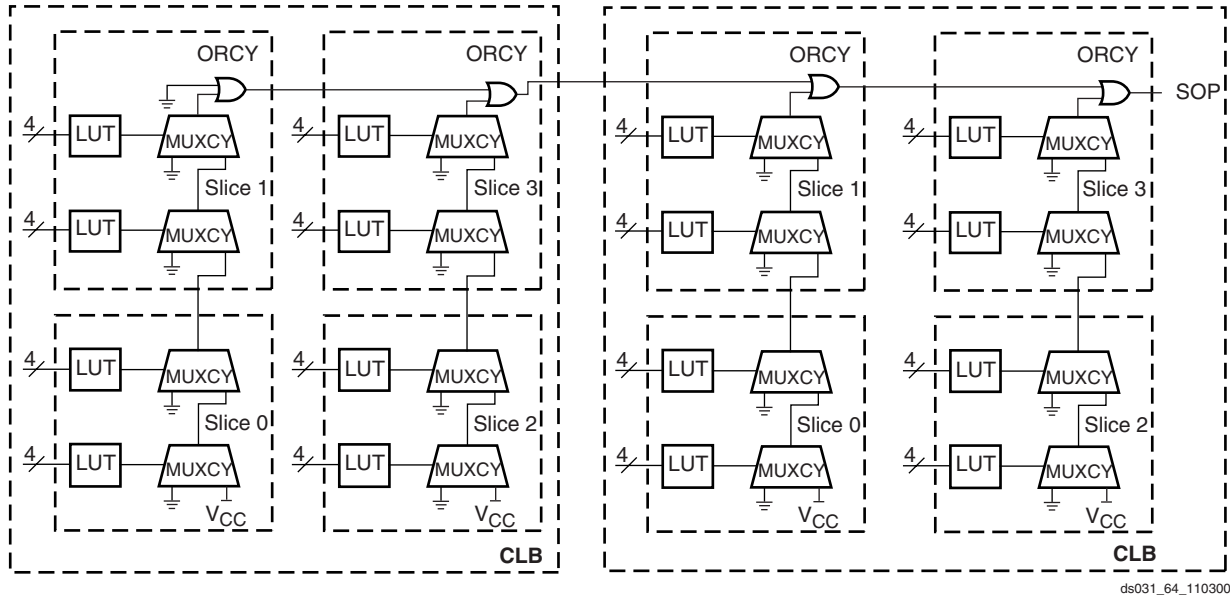 ORCY ORCY ORCY ORCY
SOP
4 LUT MUXCY 4 LUT MUXCY 4 LUT MUXCY 4 LUT MUXCY
Slice 1 Slice 3 Slice 1 Slice 3
4 LUT MUXCY 4 LUT MUXCY 4 LUT MUXCY 4 LUT MUXCY
4 LUT MUXCY 4 LUT MUXCY 4 LUT MUXCY 4 LUT MUXCY
Slice 0 Slice 2 Slice 0 Slice 2
4 LUT MUXCY 4 LUT MUXCY 4 LUT MUXCY 4 LUT MUXCY
VCC VCC VCC VCC
CLB CLB
ds031_64_110300